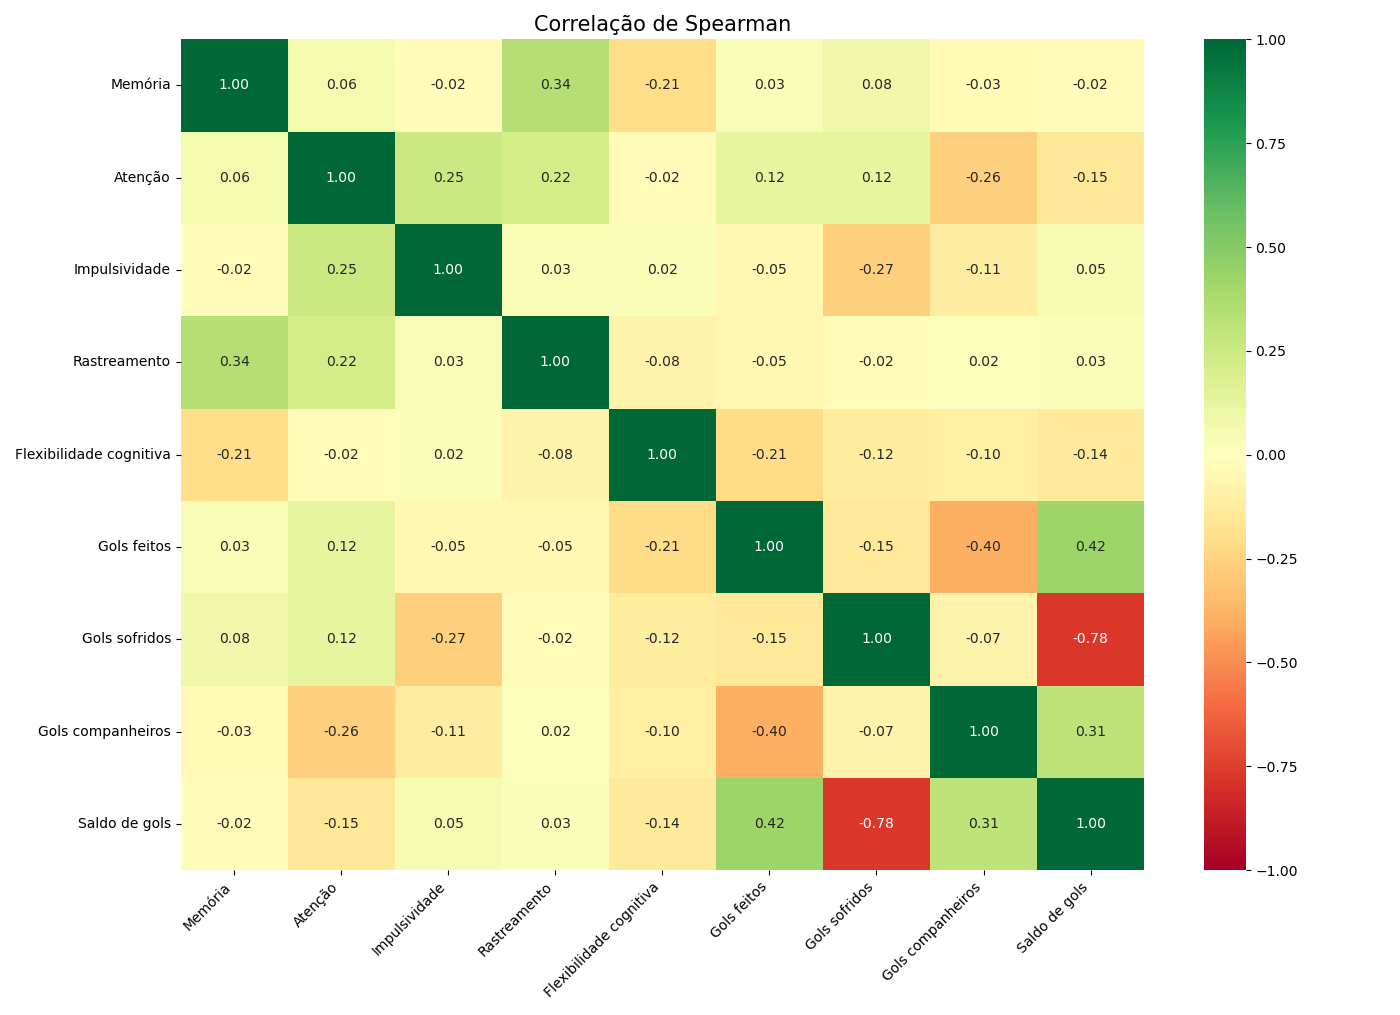 Correlação de Spearman
Memória 1.00 0.06 -0.02 0.34 -0.21 0.03 0.08 -0.03 -0.02
Atenção 0.06 1.00 0.25 0.22 -0.02 0.12 0.12 -0.26 -0.15
Impulsividade -0.02 0.25 1.00 0.03 0.02 -0.05 -0.27 -0.11 0.05
Rastreamento 0.34 0.22 0.03 1.00 -0.08 -0.05 -0.02 0.02 0.03
Flexibilidade cognitiva -0.21 -0.02 0.02 -0.08 1.00 -0.21 -0.12 -0.10 -0.14
Gols feitos 0.03 0.12 -0.05 -0.05 -0.21 1.00 -0.15 -0.40 0.42
Gols sofridos 0.08 0.12 -0.27 -0.02 -0.12 -0.15 1.00 -0.07 -0.78
Gols companheiros -0.03 -0.26 -0.11 0.02 -0.10 -0.40 -0.07 1.00 0.31
Saldo de gols -0.02 -0.15 0.05 0.03 -0.14 0.42 -0.78 0.31 1.00
Memória
Atenção
Impulsividade
Rastreamento
Flexibilidade cognitiva
Gols feitos
Gols sofridos
Gols companheiros
Saldo de gols
1.00
0.75
0.50
0.25
0.00
−0.25
−0.50
−0.75
−1.00